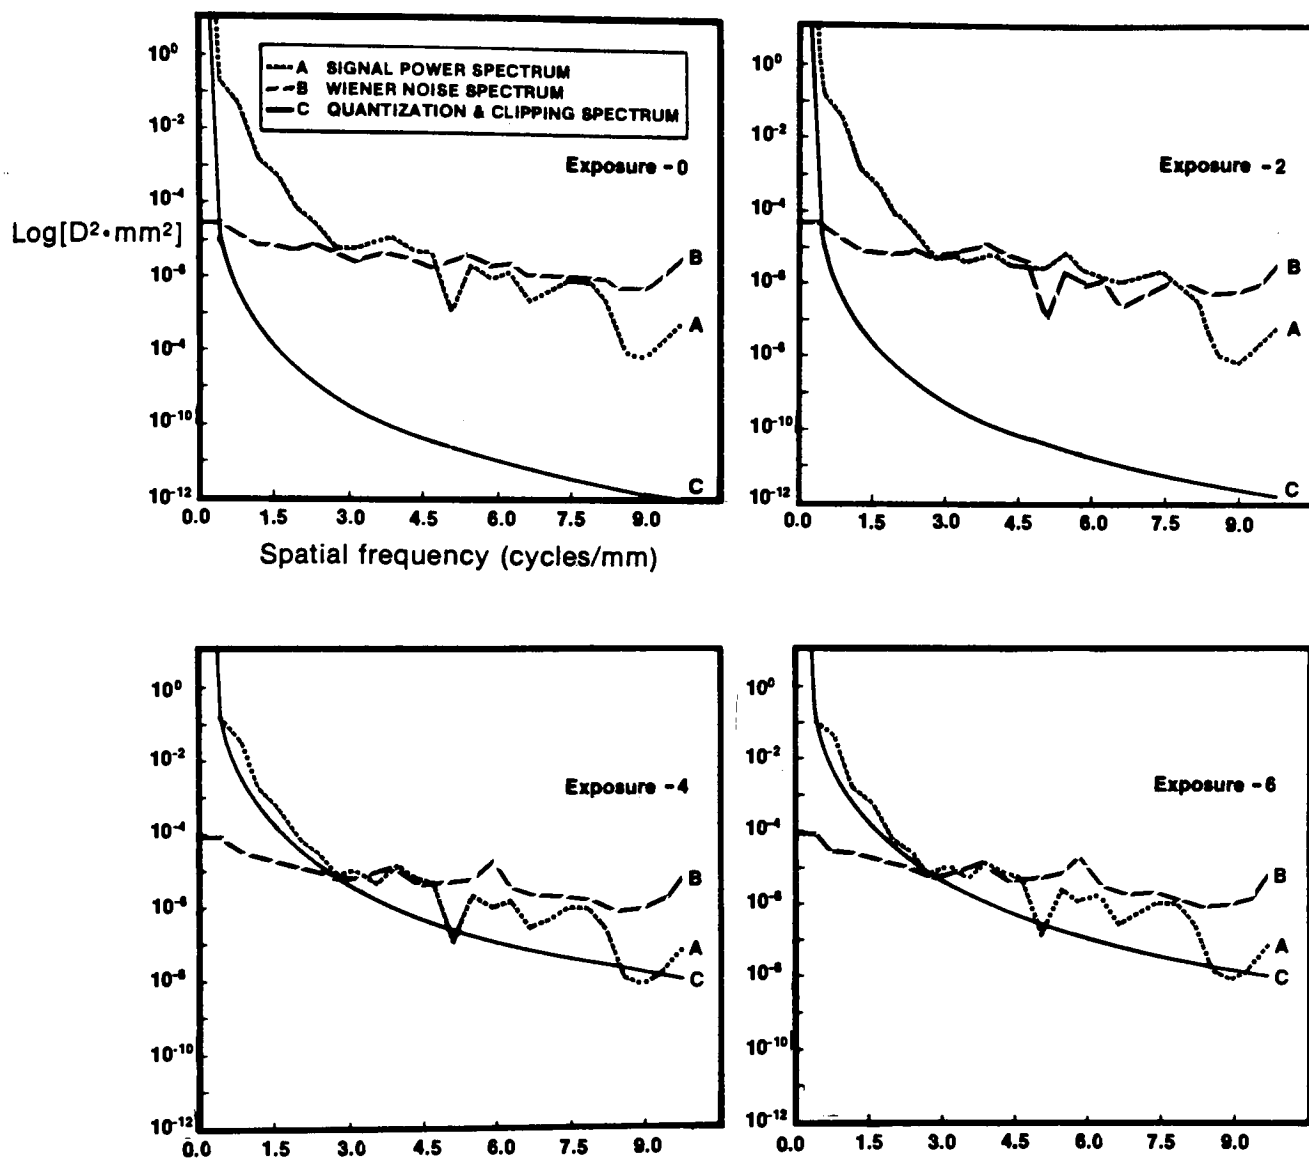 10⁰
10⁻²
10⁻⁴
Log[D²•mm²]
10⁻⁶
10⁻⁴
10⁻¹⁰
10⁻¹²
A SIGNAL POWER SPECTRUM
B WIENER NOISE SPECTRUM
C QUANTIZATION & CLIPPING SPECTRUM
Exposure -0
B
A
C
0.0 1.5 3.0 4.5 6.0 7.5 9.0
Spatial frequency (cycles/mm)
10⁰
10⁻²
10⁻⁴
10⁻⁶
10⁻⁸
10⁻¹⁰
10⁻¹²
Exposure -2
B
A
C
0.0 1.5 3.0 4.5 6.0 7.5 9.0
10⁰
10⁻²
10⁻⁴
10⁻⁶
10⁻⁸
10⁻¹⁰
10⁻¹²
Exposure -4
B
A
C
0.0 1.5 3.0 4.5 6.0 7.5 9.0
10⁰
10⁻²
10⁻⁴
10⁻⁶
10⁻⁸
10⁻¹⁰
10⁻¹²
Exposure -6
B
A
C
0.0 1.5 3.0 4.5 6.0 7.5 9.0